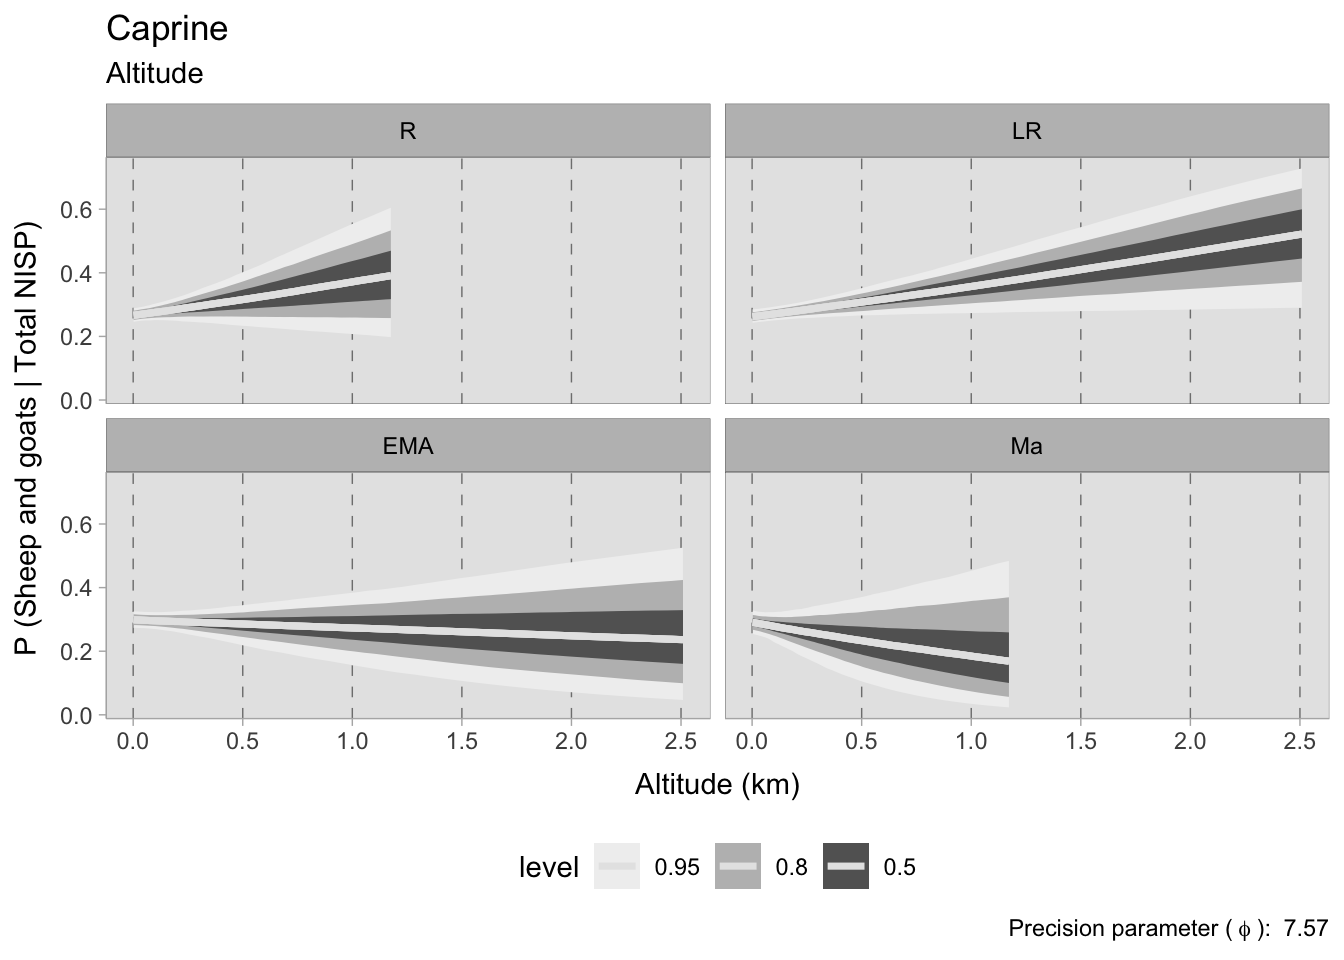 Caprine
Altitude
R
LR
0.6
0.4
0.2
0.0
EMA
Ma
0.6
0.4
0.2
0.0
P (Sheep and goats | Total NISP)
0.0 0.5 1.0 1.5 2.0 2.5
0.0 0.5 1.0 1.5 2.0 2.5
Altitude (km)
level 0.95 0.8 0.5
Precision parameter ( ϕ ): 7.57